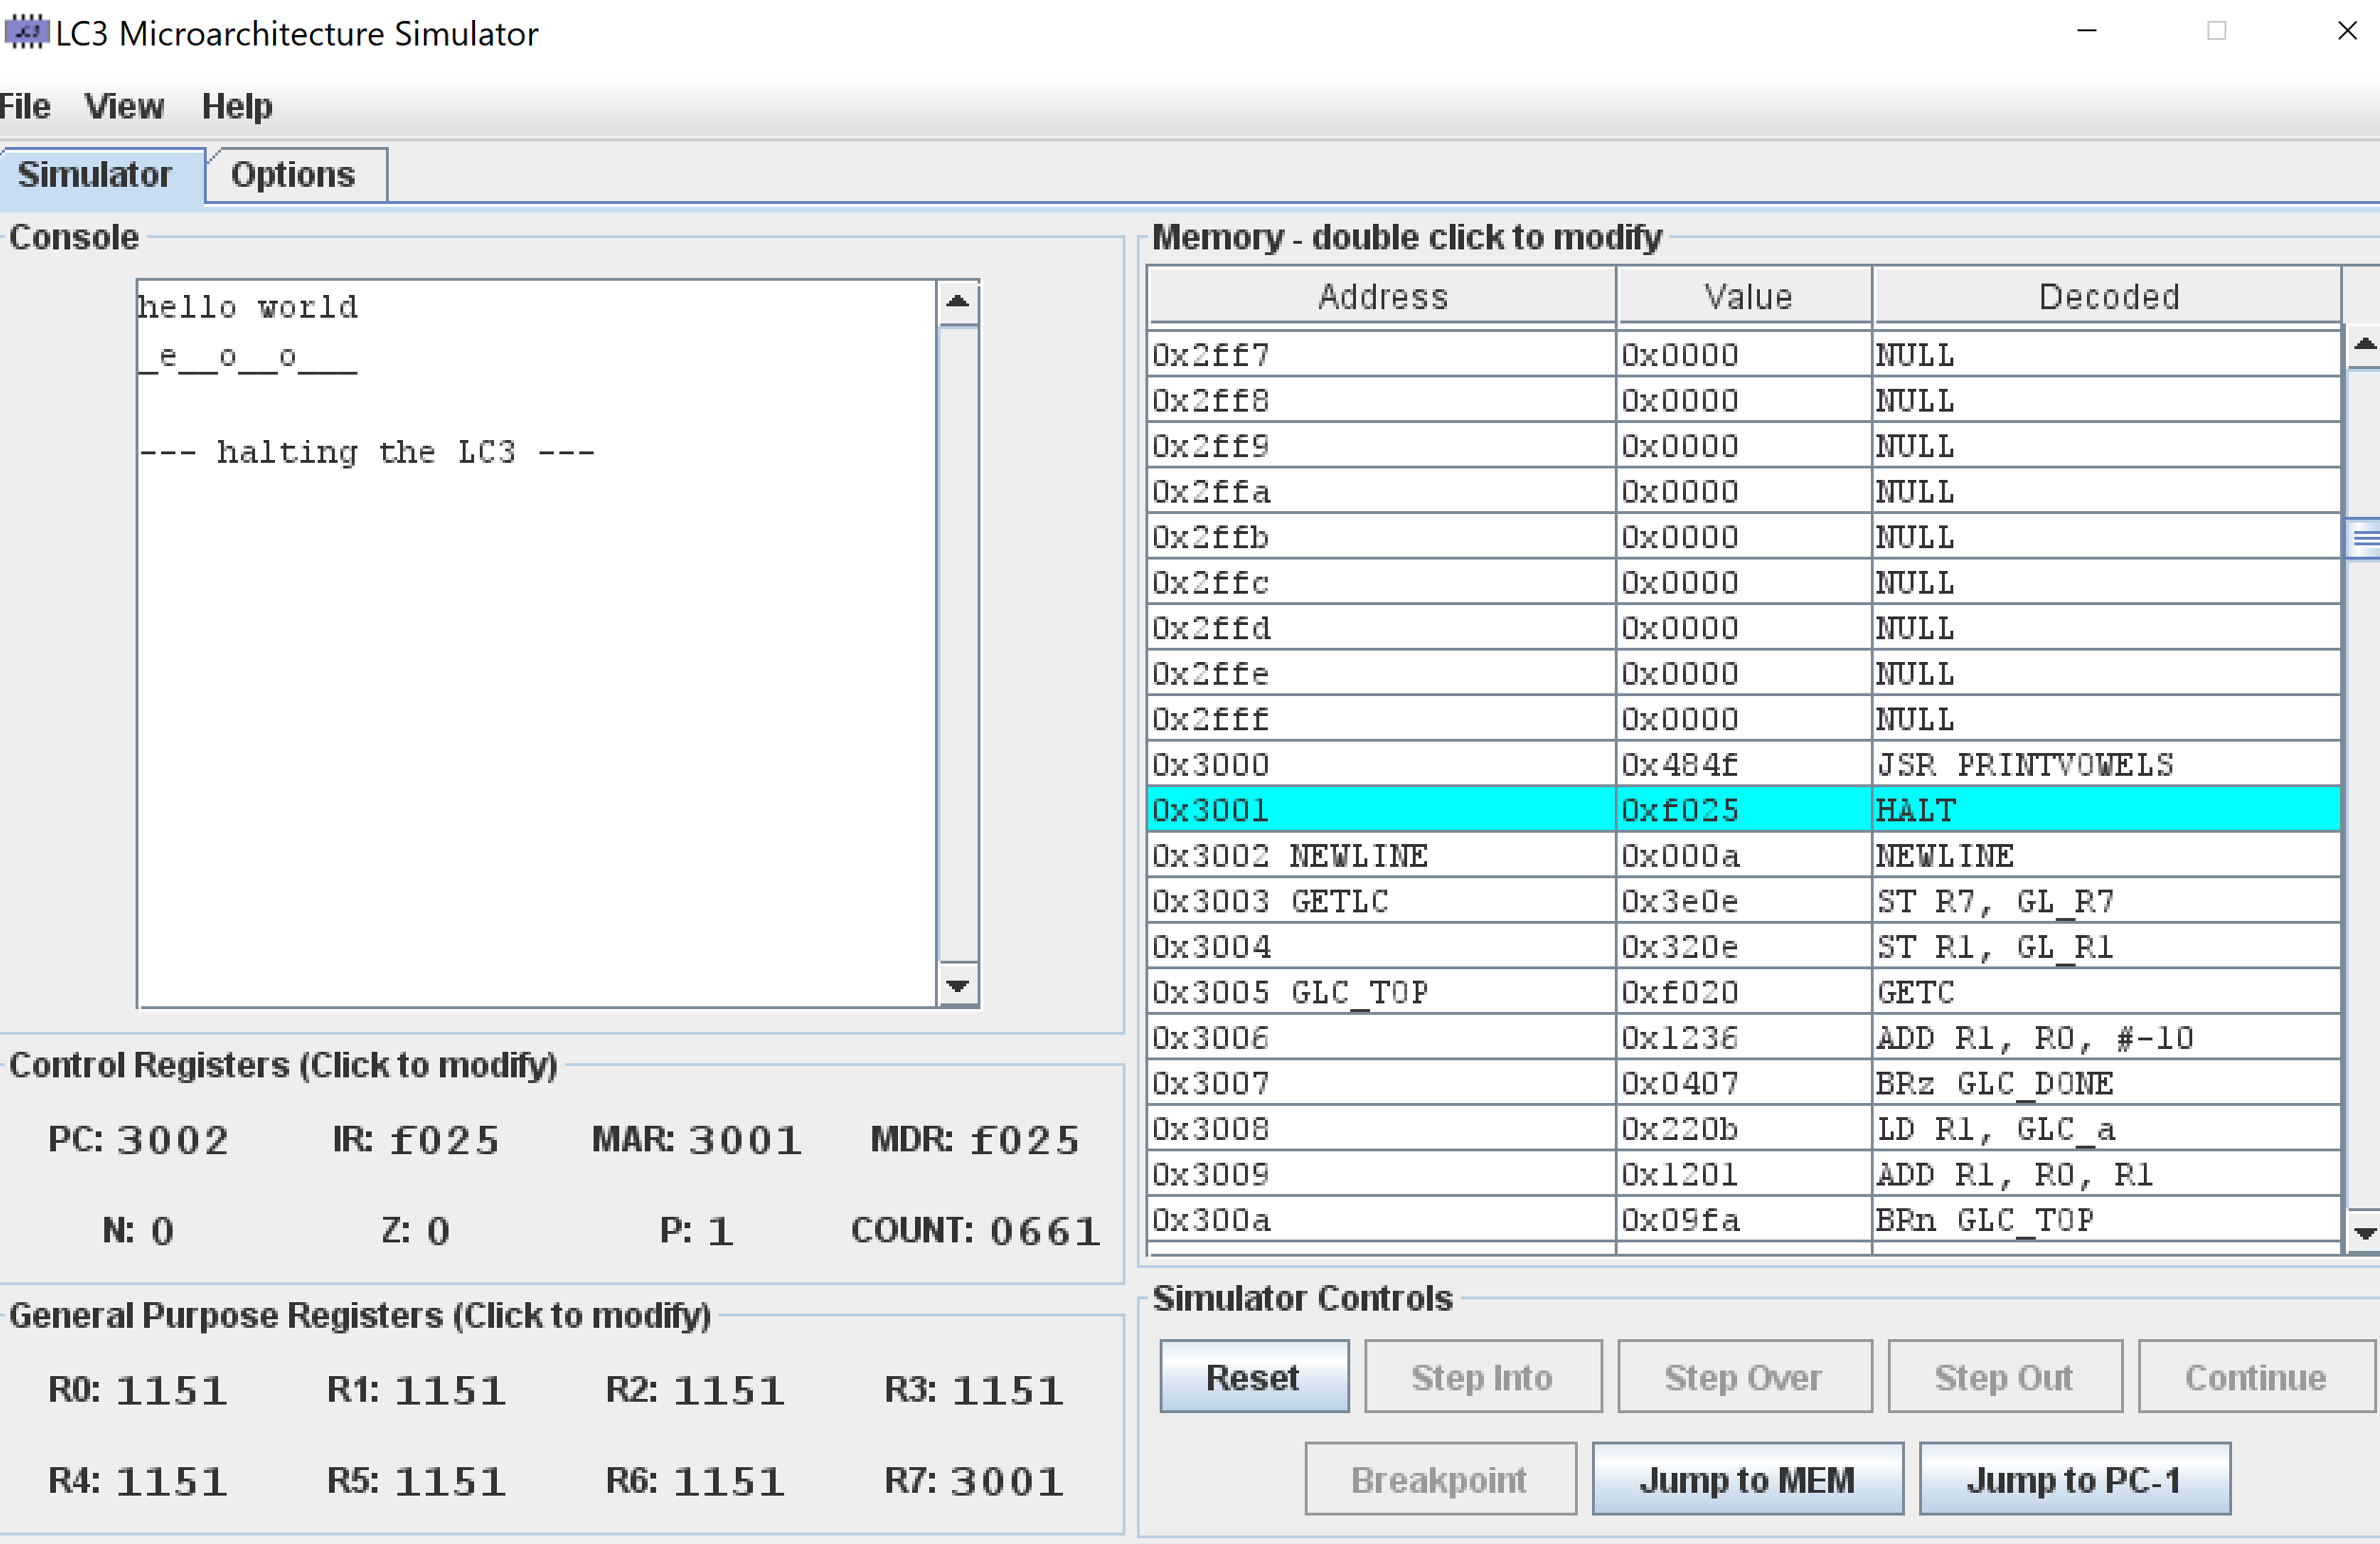 LC3 Microarchitecture Simulator
File View Help
Simulator Options
Console
hello world
_e__o__o___
--- halting the LC3 ---
Control Registers (Click to modify)
PC: 3002 IR: f025 MAR: 3001 MDR: f025
N: 0 Z: 0 P: 1 COUNT: 0661
General Purpose Registers (Click to modify)
R0: 1151 R1: 1151 R2: 1151 R3: 1151
R4: 1151 R5: 1151 R6: 1151 R7: 3001
Memory - double click to modify
Address Value Decoded
0x2ff7 0x0000 NULL
0x2ff8 0x0000 NULL
0x2ff9 0x0000 NULL
0x2ffa 0x0000 NULL
0x2ffb 0x0000 NULL
0x2ffc 0x0000 NULL
0x2ffd 0x0000 NULL
0x2ffe 0x0000 NULL
0x2fff 0x0000 NULL
0x3000 0x484f JSR PRINTVOWELS
0x3001 0xf025 HALT
0x3002 NEWLINE 0x000a NEWLINE
0x3003 GETLC 0x3e0e ST R7, GL_R7
0x3004 0x320e ST R1, GL_R1
0x3005 GLC_TOP 0xf020 GETC
0x3006 0x1236 ADD R1, R0, #-10
0x3007 0x0407 BRz GLC_DONE
0x3008 0x220b LD R1, GLC_a
0x3009 0x1201 ADD R1, R0, R1
0x300a 0x09fa BRn GLC_TOP
Simulator Controls
Reset Step Into Step Over Step Out Continue
Breakpoint Jump to MEM Jump to PC-1